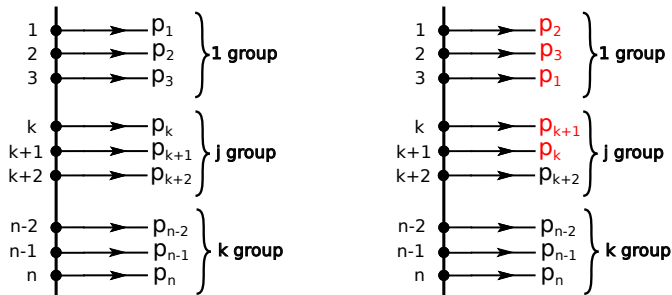 1 p1
2 p2 1 group
3 p3
k pk
k+1 pk+1 j group
k+2 pk+2
n-2 pn-2
n-1 pn-1 k group
n pn
1 p2
2 p3 1 group
3 p1
k pk+1
k+1 pk j group
k+2 pk+2
n-2 pn-2
n-1 pn-1 k group
n pn